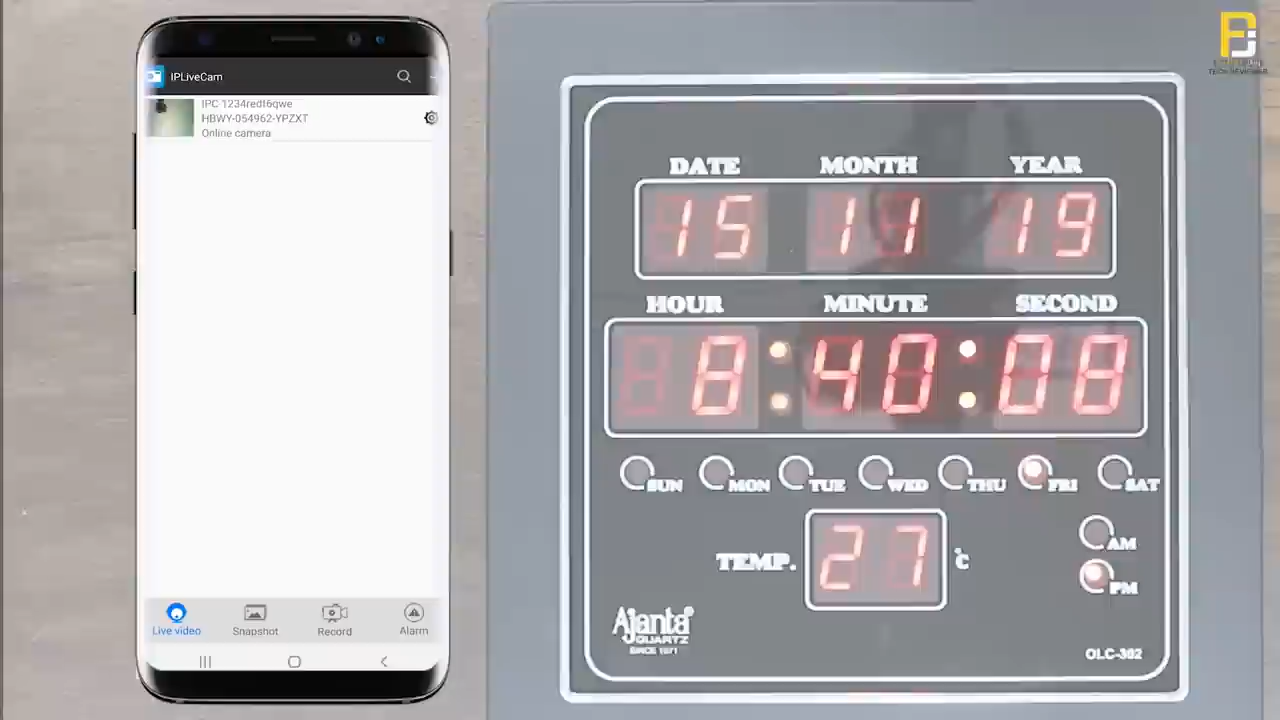 IPLiveCam
IPC 1234redf6qwe
HBWY-054962-YPZXT
Online camera
Live video
Snapshot
Record
Alarm
DATE MONTH YEAR
15 11 19
HOUR MINUTE SECOND
8:40:08
SUN MON TUE WED THU FRI SAT
TEMP. 27 °C
AM
PM
Ajanta
QUARTZ
SINCE 1971
OLC-302